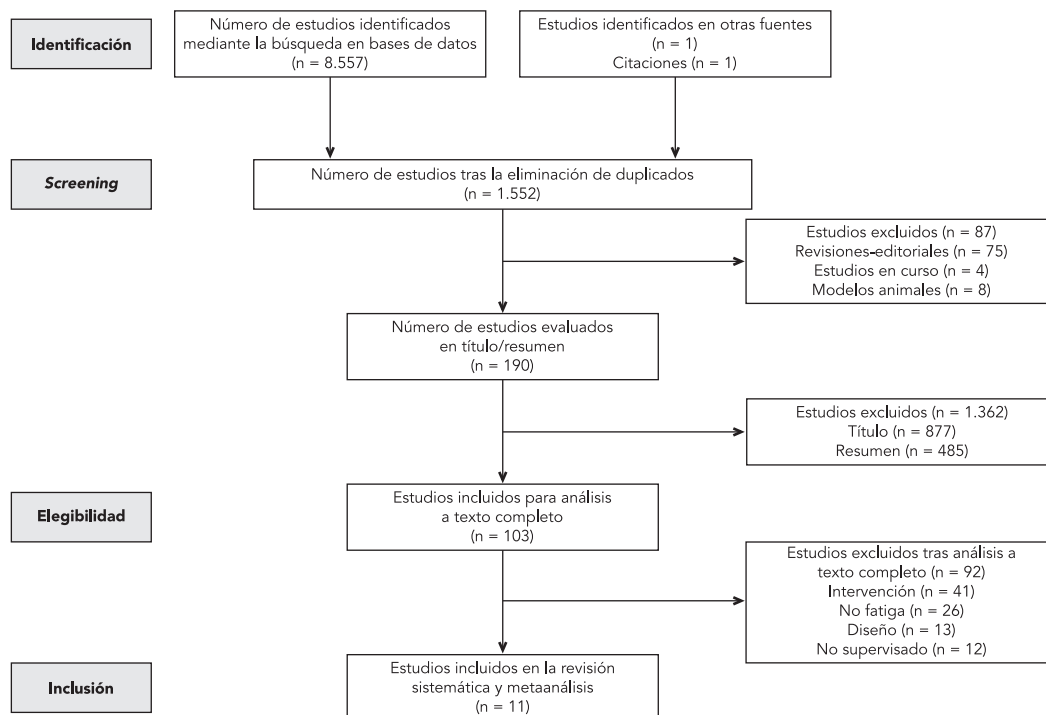 Identificación
Número de estudios identificados
mediante la búsqueda en bases de datos
(n = 8.557)
Estudios identificados en otras fuentes
(n = 1)
Citaciones (n = 1)
Screening
Número de estudios tras la eliminación de duplicados
(n = 1.552)
Estudios excluidos (n = 87)
Revisiones-editoriales (n = 75)
Estudios en curso (n = 4)
Modelos animales (n = 8)
Número de estudios evaluados
en título/resumen
(n = 190)
Estudios excluidos (n = 1.362)
Título (n = 877)
Resumen (n = 485)
Elegibilidad
Estudios incluidos para análisis
a texto completo
(n = 103)
Estudios excluidos tras análisis a
texto completo (n = 92)
Intervención (n = 41)
No fatiga (n = 26)
Diseño (n = 13)
No supervisado (n = 12)
Inclusión
Estudios incluidos en la revisión
sistemática y metaanálisis
(n = 11)